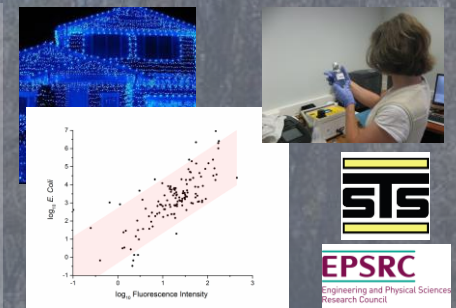 7
6
5
4
3
2
1
0
-1
log₁₀ E. Coli
-1
0
1
2
3
log₁₀ Fluorescence Intensity
STS
EPSRC
Engineering and Physical Sciences
Research Council